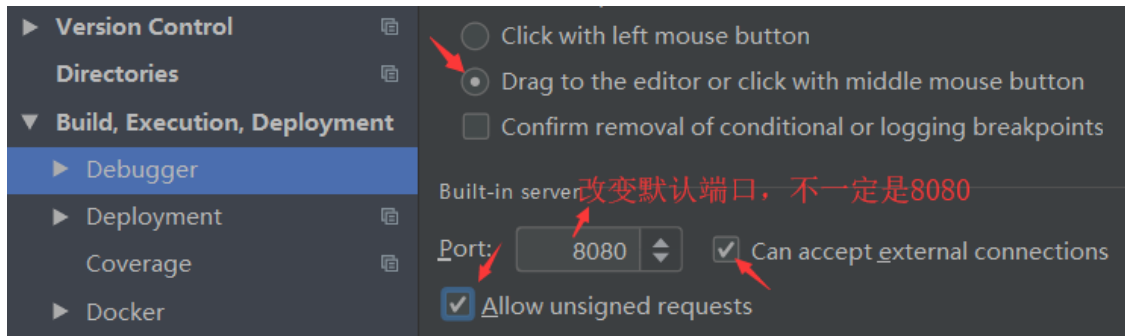 Version Control
Directories
Build, Execution, Deployment
Debugger
Deployment
Coverage
Docker
Click with left mouse button
Drag to the editor or click with middle mouse button
Confirm removal of conditional or logging breakpoints
Built-in server
改变默认端口，不一定是8080
Port: 8080 Can accept external connections
Allow unsigned requests